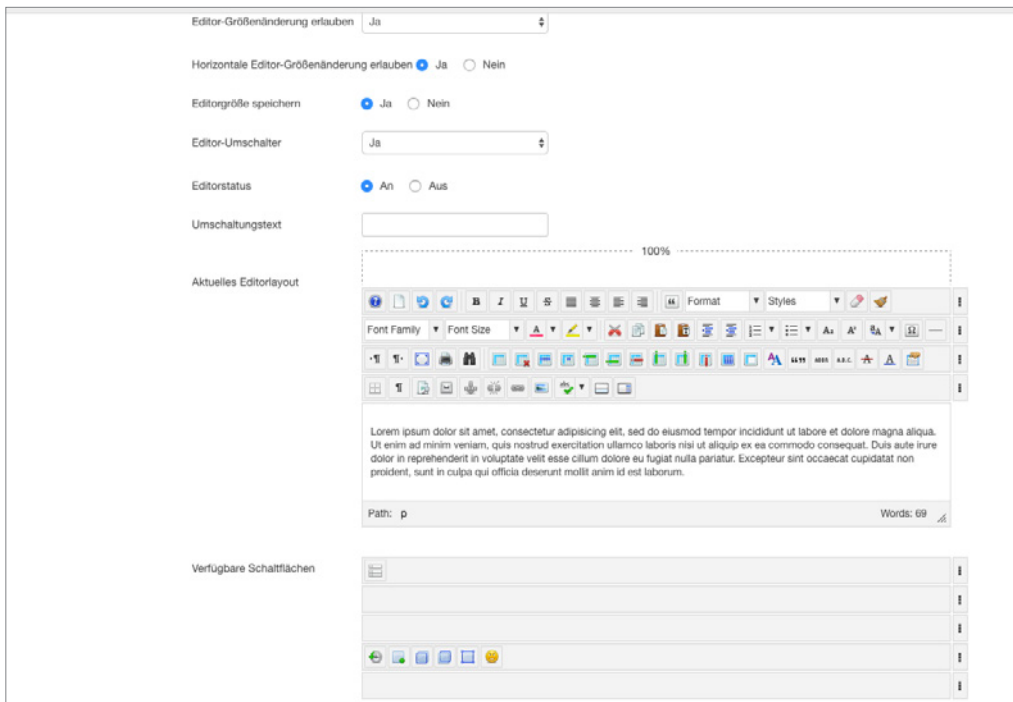 Editor-Größenänderung erlauben Ja
Horizontale Editor-Größenänderung erlauben Ja Nein
Editorgröße speichern Ja Nein
Editor-Umschalter Ja
Editorstatus An Aus
Umschaltungstext
100%
Aktuelles Editorlayout
B I U S Format Styles
Font Family Font Size A
Lorem ipsum dolor sit amet, consectetur adipisicing elit, sed do eiusmod tempor incididunt ut labore et dolore magna aliqua.
Ut enim ad minim veniam, quis nostrud exercitation ullamco laboris nisi ut aliquip ex ea commodo consequat. Duis aute irure
dolor in reprehenderit in voluptate velit esse cillum dolore eu fugiat nulla pariatur. Excepteur sint occaecat cupidatat non
proident, sunt in culpa qui officia deserunt mollit anim id est laborum.
Path: p Words: 69
Verfügbare Schaltflächen